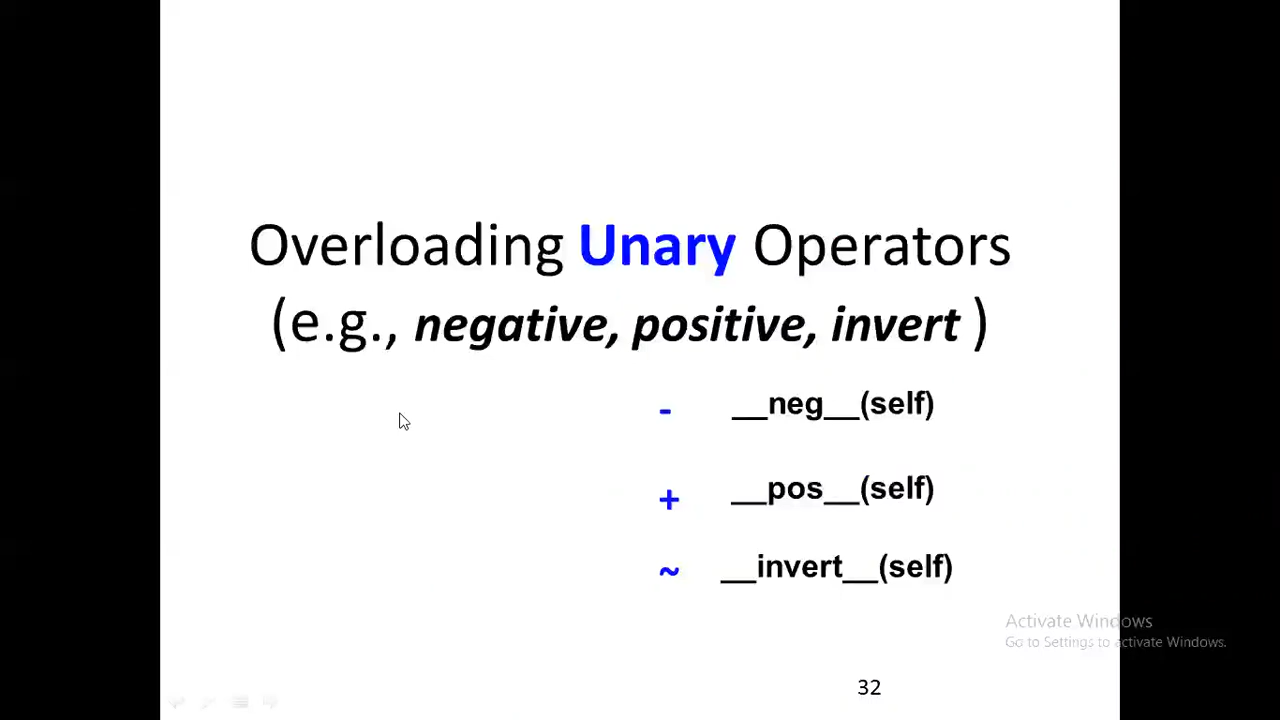 Overloading Unary Operators
(e.g., negative, positive, invert )
- __neg__(self)
+ __pos__(self)
~ __invert__(self)
Activate Windows
Go to Settings to activate Windows.
32